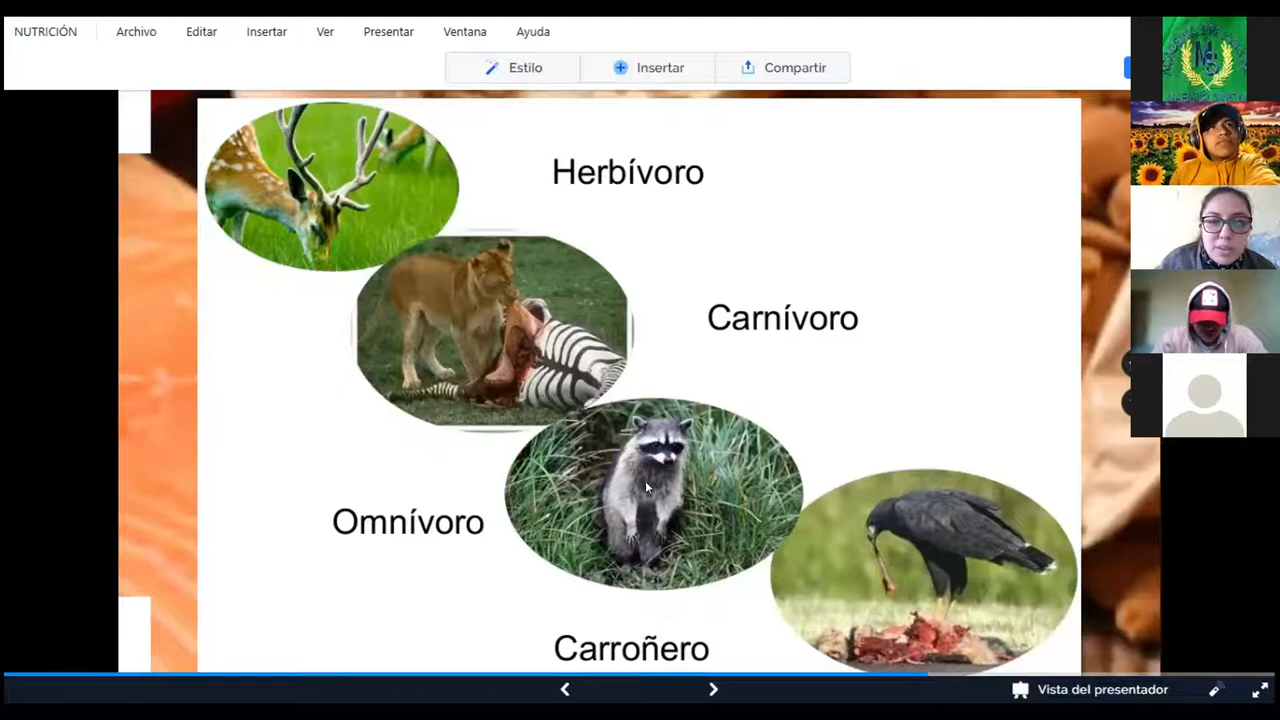 NUTRICIÓN Archivo Editar Insertar Ver Presentar Ventana Ayuda
Estilo Insertar Compartir
Herbívoro
Carnívoro
Omnívoro
Carroñero
Vista del presentador